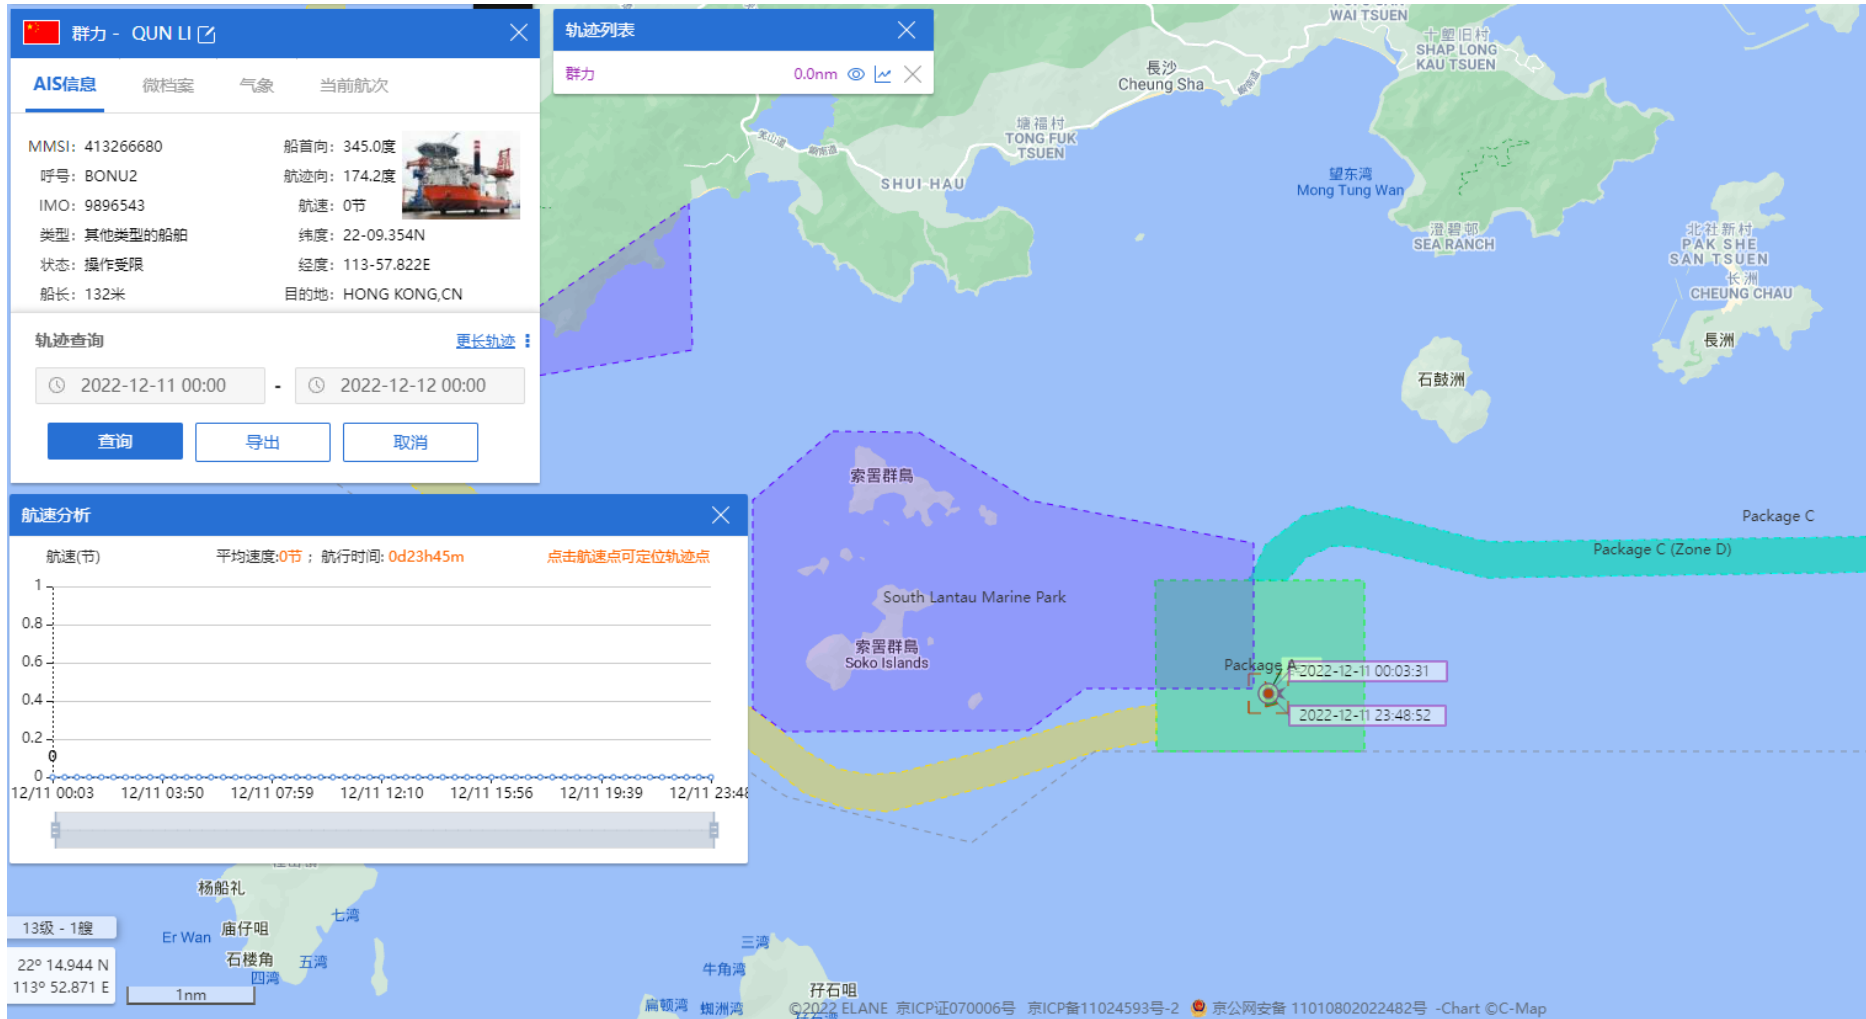 群力 - QUN LI
AIS信息 微档案 气象 当前航次
MMSI: 413266680 船首向: 345.0度
呼号: BONU2 航迹向: 174.2度
IMO: 9896543 航速: 0节
类型: 其他类型的船舶 纬度: 22-09.354N
状态: 操作受限 经度: 113-57.822E
船长: 132米 目的地: HONG KONG,CN
轨迹查询 更长轨迹
2022-12-11 00:00 - 2022-12-12 00:00
查询 导出 取消
轨迹列表
群力 0.0nm
航速分析
航速(节) 平均速度:0节 ; 航行时间: 0d23h45m 点击航速点可定位轨迹点
1
0.8
0.6
0.4
0.2
0
0
12/11 00:03 12/11 03:50 12/11 07:59 12/11 12:10 12/11 15:56 12/11 19:39 12/11 23:48
WAI TSUEN
十塱旧村
SHAP LONG
KAU TSUEN
長沙
Cheung Sha
嶼南道
塘福村
TONG FUK
TSUEN
嶼南道
SHUI HAU
望东湾
Mong Tung Wan
澄碧邨
SEA RANCH
北社新村
PAK SHE
SAN TSUEN
长洲
CHEUNG CHAU
長洲
石鼓洲
索罟群島
South Lantau Marine Park
索罟群島
Soko Islands
Package C
Package C (Zone D)
Package A
2022-12-11 00:03:31
2022-12-11 23:48:52
杨船礼
七湾
庙仔咀
Er Wan
石楼角
五湾
四湾
三湾
牛角湾
孖石咀
扁顿湾
蜘洲湾
13级 - 1艘
22º 14.944 N
113º 52.871 E
1nm
©2022 ELANE 京ICP证070006号 京ICP备11024593号-2 京公网安备 11010802022482号 -Chart ©C-Map